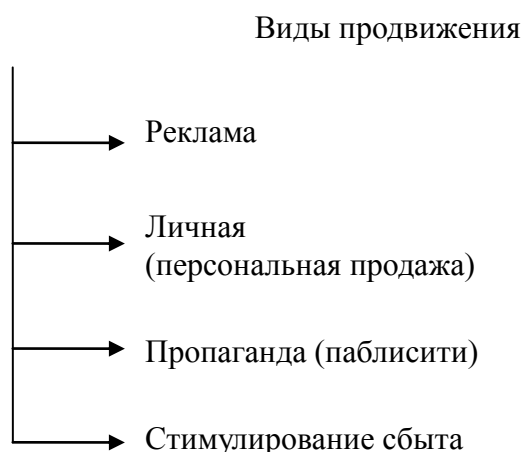 Виды продвижения
Реклама
Личная
(персональная продажа)
Пропаганда (паблисити)
Стимулирование сбыта